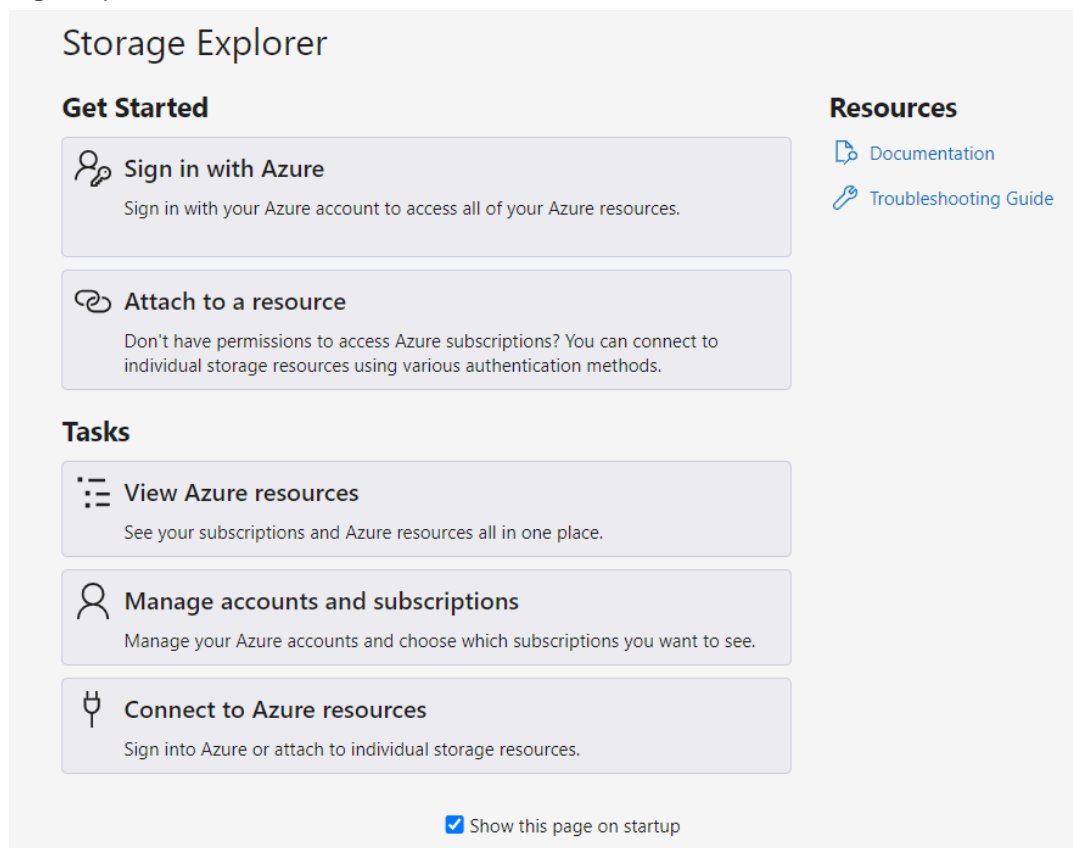 Storage Explorer
Get Started
Sign in with Azure
Sign in with your Azure account to access all of your Azure resources.
Attach to a resource
Don't have permissions to access Azure subscriptions? You can connect to
individual storage resources using various authentication methods.
Tasks
View Azure resources
See your subscriptions and Azure resources all in one place.
Manage accounts and subscriptions
Manage your Azure accounts and choose which subscriptions you want to see.
Connect to Azure resources
Sign into Azure or attach to individual storage resources.
Resources
Documentation
Troubleshooting Guide
Show this page on startup